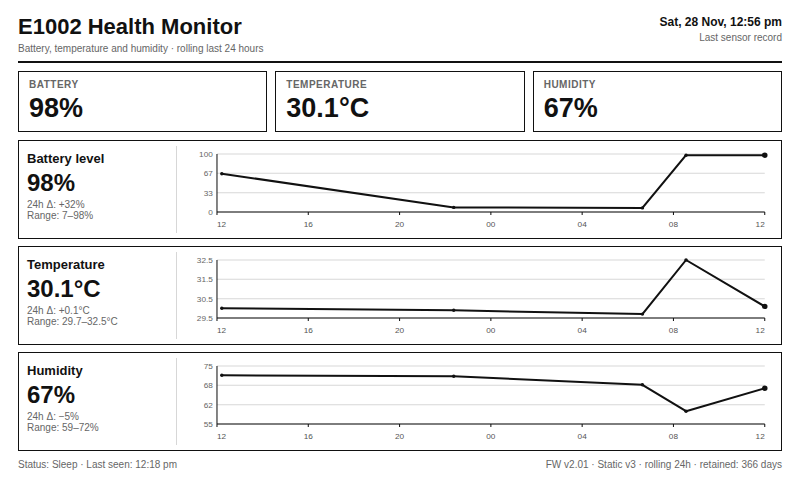 E1002 Health Monitor
Battery, temperature and humidity · rolling last 24 hours
Sat, 28 Nov, 12:56 pm
Last sensor record
BATTERY
98%
TEMPERATURE
30.1°C
HUMIDITY
67%
Battery level
98%
24h Δ: +32%
Range: 7–98%
100
67
33
0
12 16 20 00 04 08 12
Temperature
30.1°C
24h Δ: +0.1°C
Range: 29.7–32.5°C
32.5
31.5
30.5
29.5
12 16 20 00 04 08 12
Humidity
67%
24h Δ: −5%
Range: 59–72%
75
68
62
55
12 16 20 00 04 08 12
Status: Sleep · Last seen: 12:18 pm
FW v2.01 · Static v3 · rolling 24h · retained: 366 days